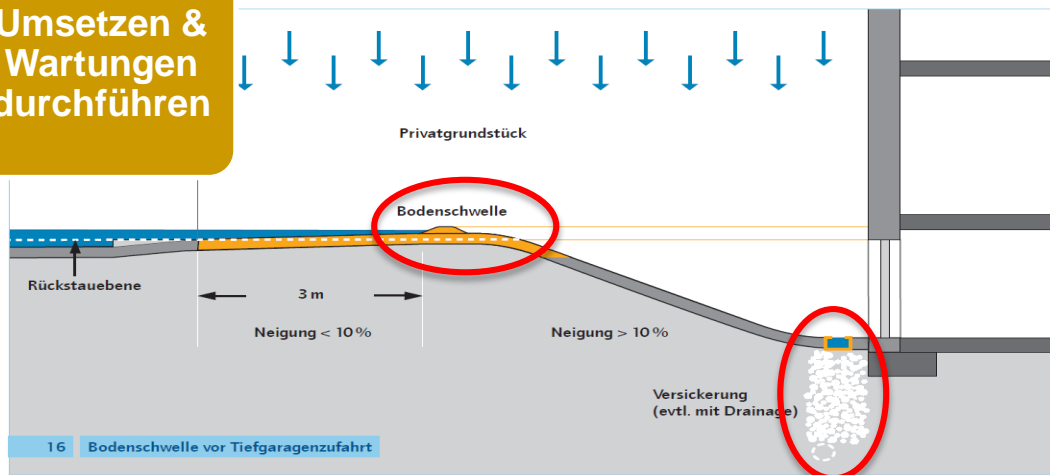 Umsetzen &
Wartungen
durchführen
Privatgrundstück
Bodenschwelle
Rückstauebene
3 m
Neigung < 10 %
Neigung > 10 %
Versickerung
(evtl. mit Drainage)
16 Bodenschwelle vor Tiefgaragenzufahrt